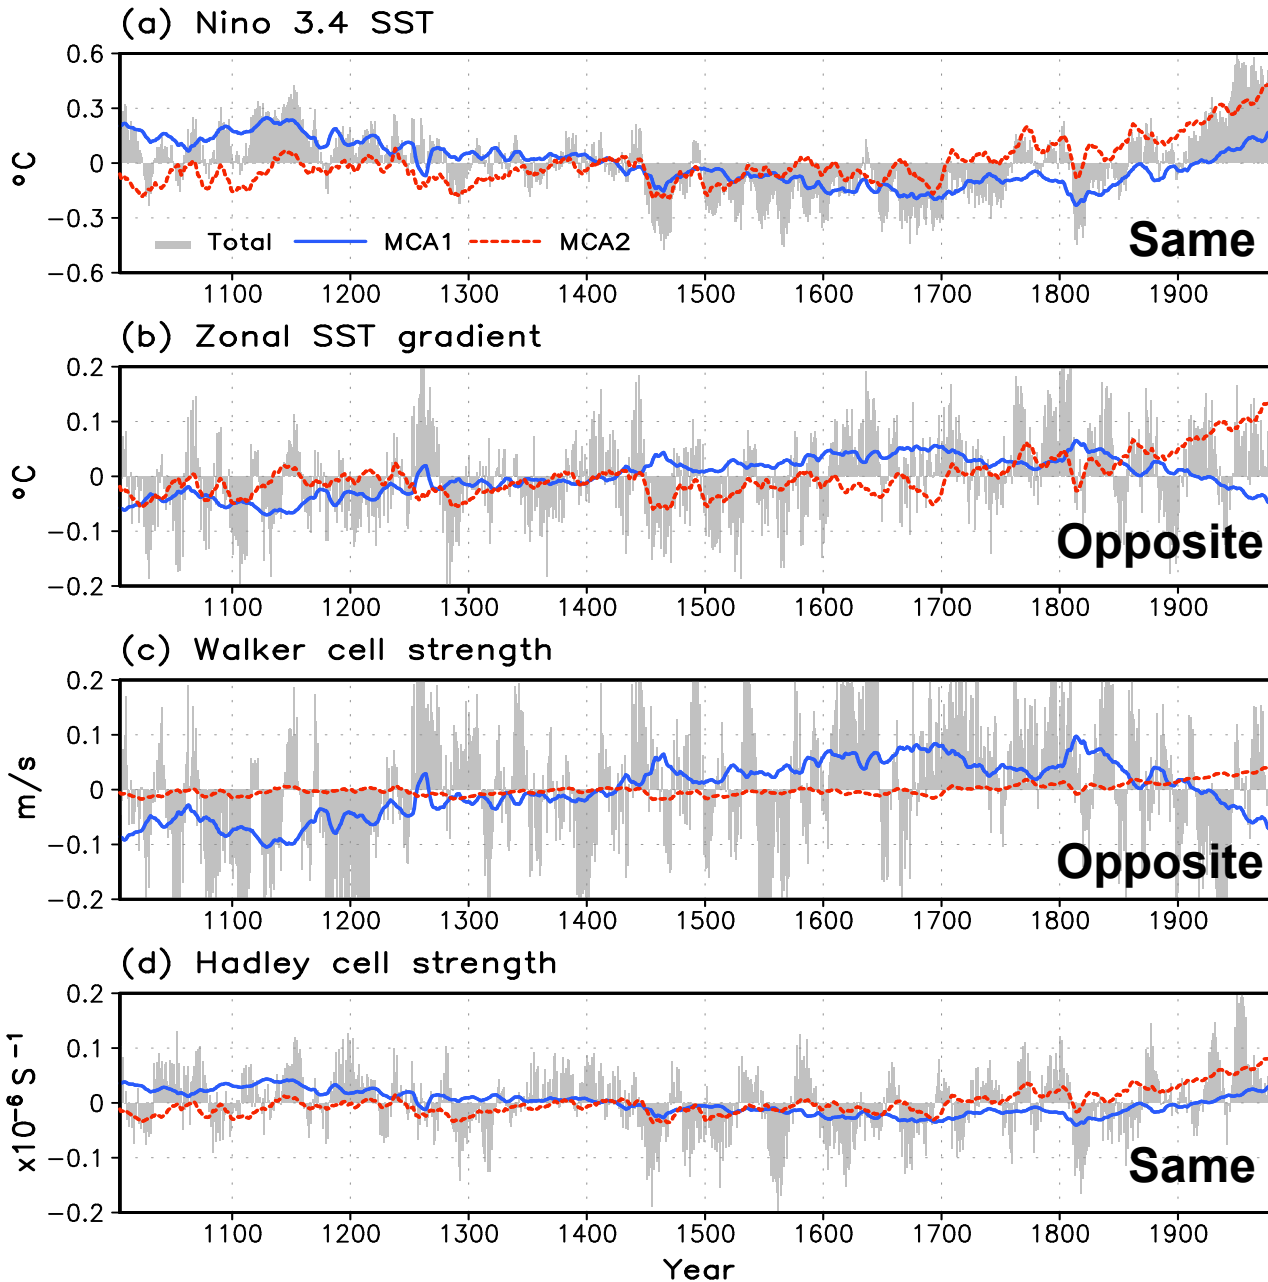 (a) Nino 3.4 SST
0.6
0.3
0
−0.3
−0.6
°C
Total MCA1 MCA2
Same
1100 1200 1300 1400 1500 1600 1700 1800 1900
(b) Zonal SST gradient
0.2
0.1
0
−0.1
−0.2
°C
Opposite
1100 1200 1300 1400 1500 1600 1700 1800 1900
(c) Walker cell strength
0.2
0.1
0
−0.1
−0.2
m/s
Opposite
1100 1200 1300 1400 1500 1600 1700 1800 1900
(d) Hadley cell strength
0.2
0.1
0
−0.1
−0.2
x10⁻⁶S⁻¹
Same
1100 1200 1300 1400 1500 1600 1700 1800 1900
Year